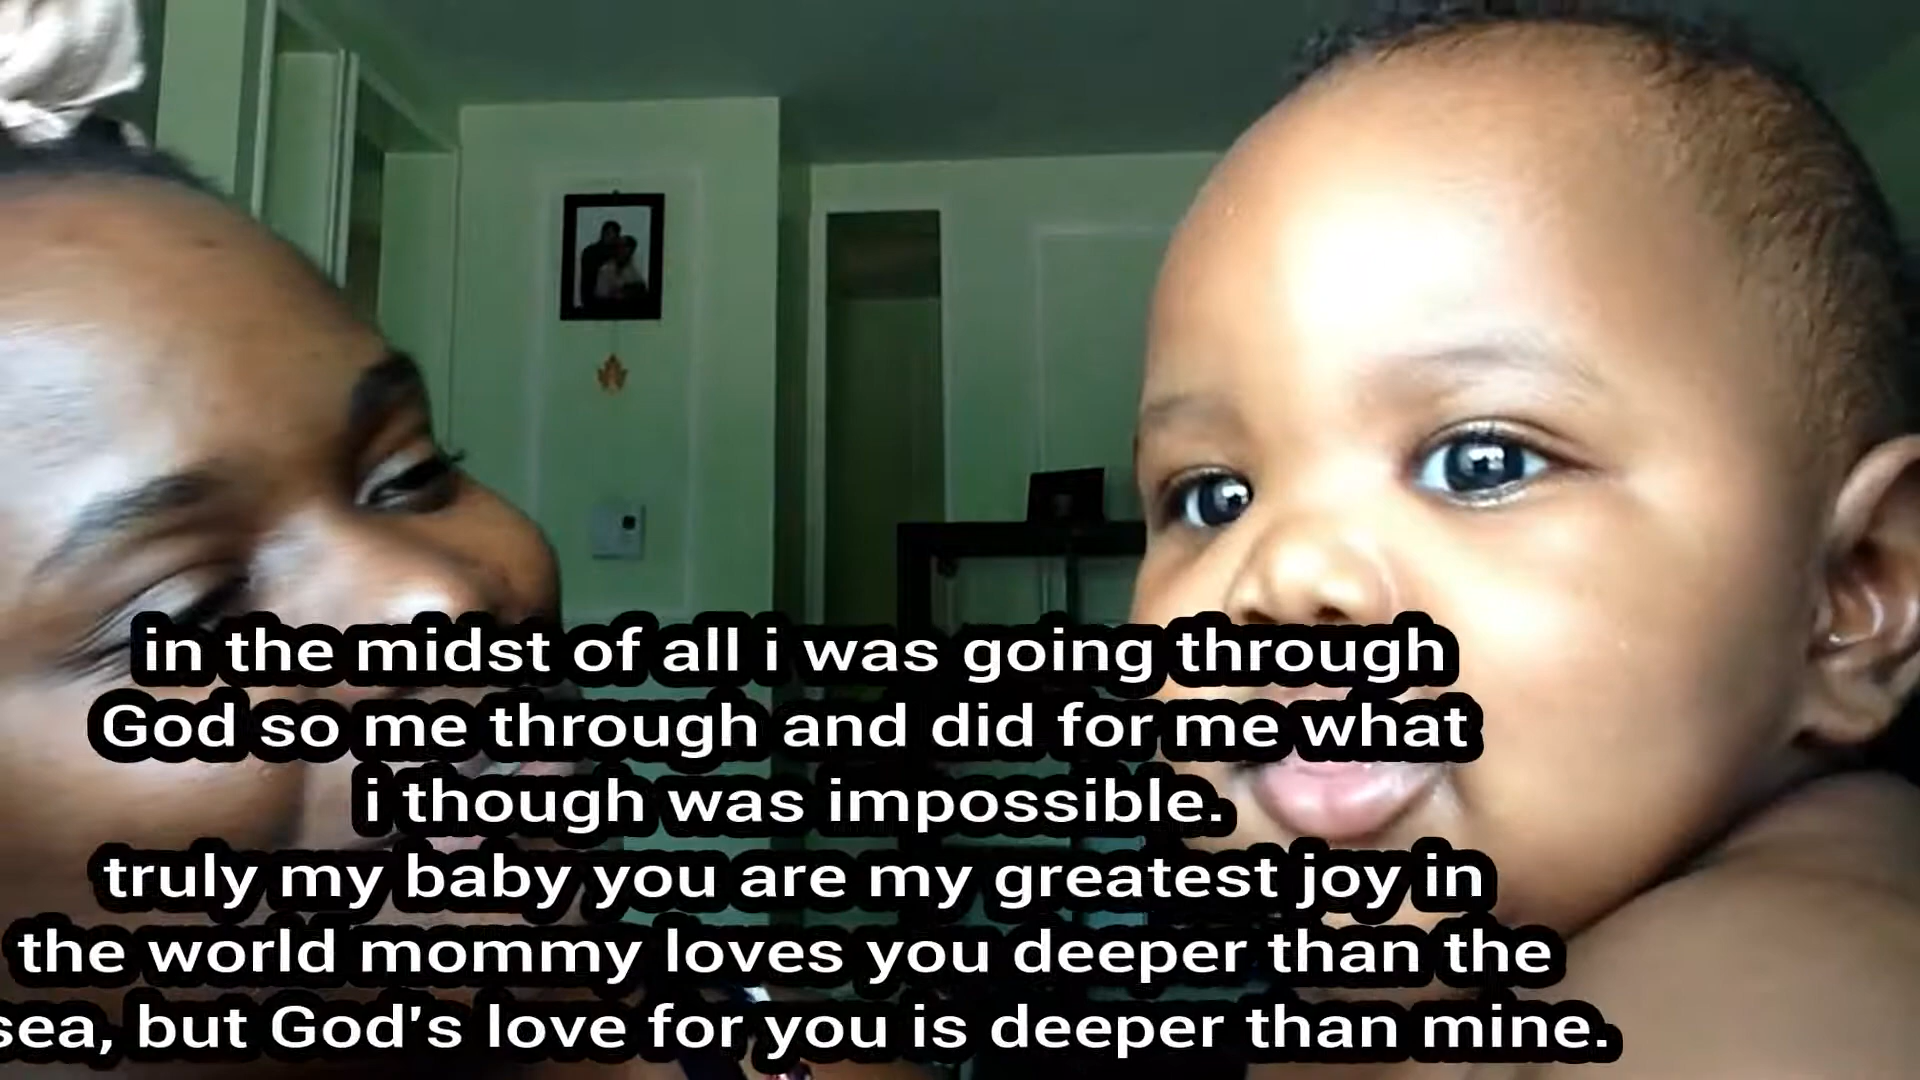 in the midst of all i was going through
God so me through and did for me what
i though was impossible.
truly my baby you are my greatest joy in
the world mommy loves you deeper than the
sea, but God's love for you is deeper than mine.